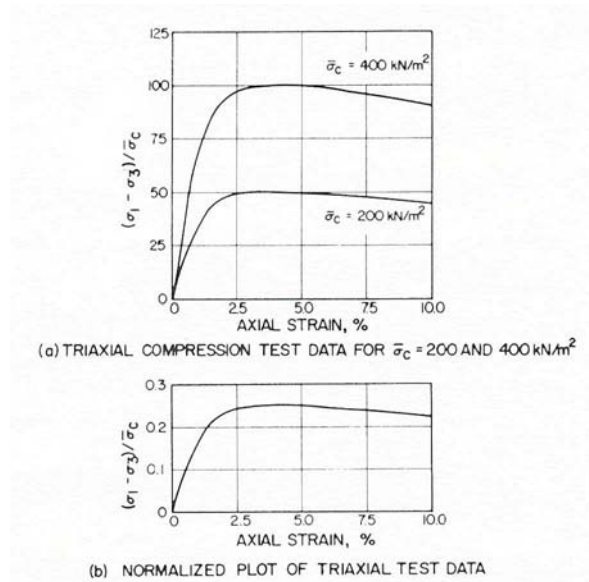 125
σ̄c = 400 kN/m²
100
75
(σ₁ - σ₃)/σ̄c
50
σ̄c = 200 kN/m²
25
0
0 2.5 5.0 7.5 10.0
AXIAL STRAIN, %
(a) TRIAXIAL COMPRESSION TEST DATA FOR σ̄c = 200 AND 400 kN/m²
0.3
0.2
(σ₁ - σ₃)/σ̄c
0.1
0
0 2.5 5.0 7.5 10.0
AXIAL STRAIN, %
(b) NORMALIZED PLOT OF TRIAXIAL TEST DATA